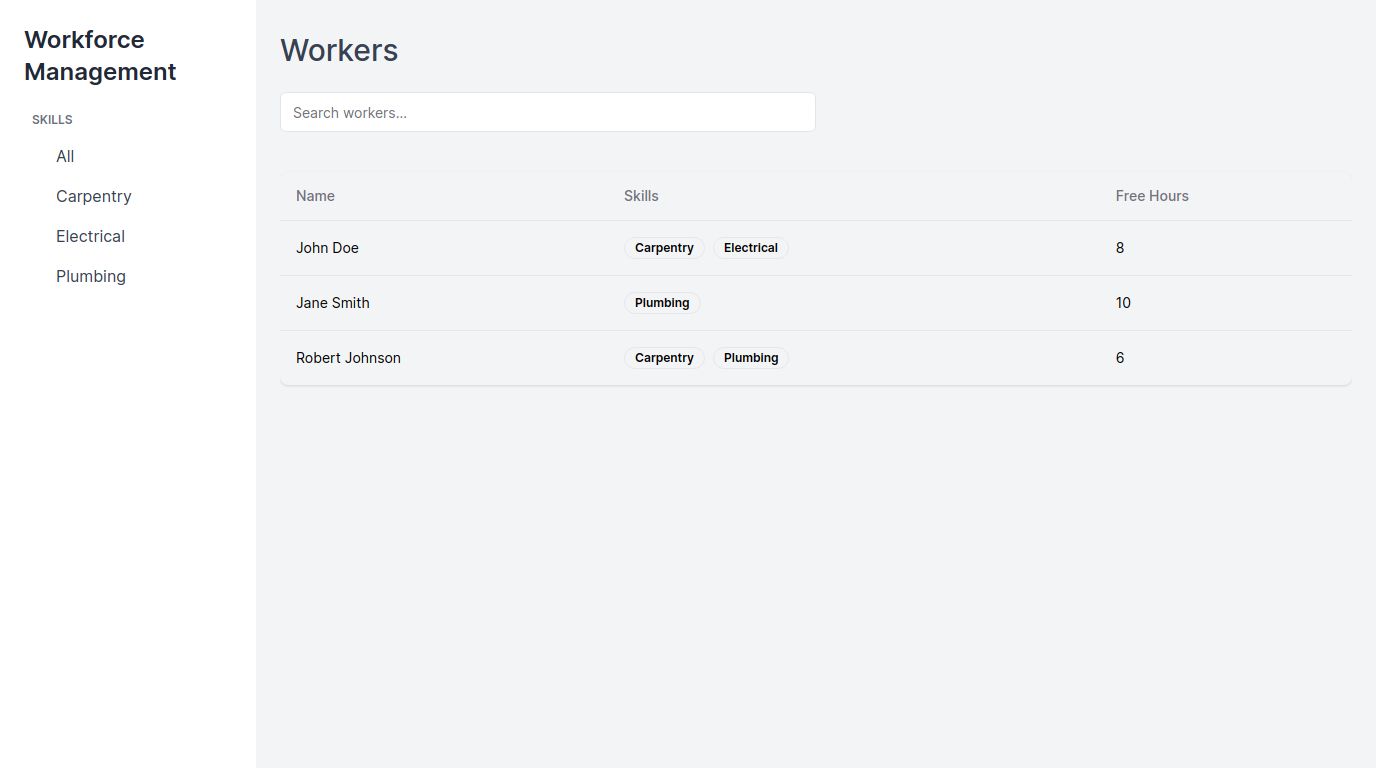 Workforce
Management
SKILLS
All
Carpentry
Electrical
Plumbing
Workers
Search workers...
Name Skills Free Hours
John Doe Carpentry Electrical 8
Jane Smith Plumbing 10
Robert Johnson Carpentry Plumbing 6